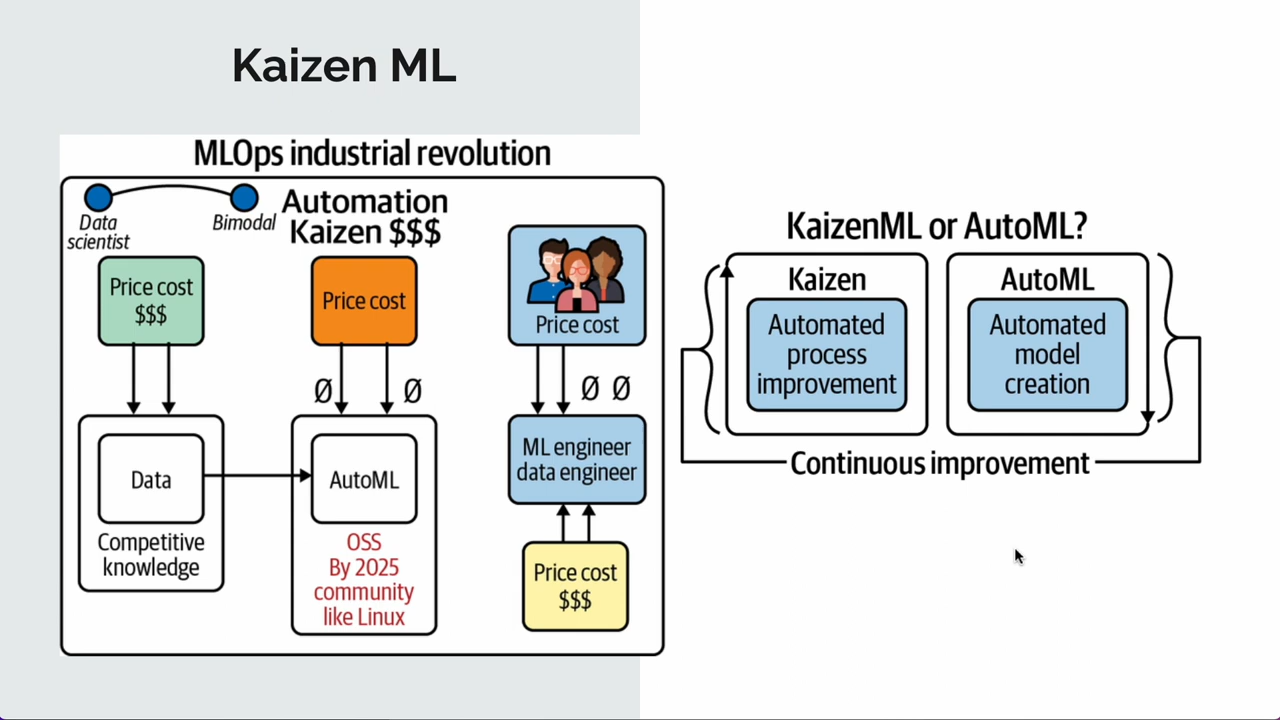 Kaizen ML
MLOps industrial revolution
Data
scientist
Bimodal
Automation
Kaizen $$$
Price cost
$$$
Price cost
Price cost
Ø
Ø
Ø Ø
Data
Competitive
knowledge
AutoML
OSS
By 2025
community
like Linux
ML engineer
data engineer
Price cost
$$$
KaizenML or AutoML?
Kaizen
Automated
process
improvement
AutoML
Automated
model
creation
Continuous improvement